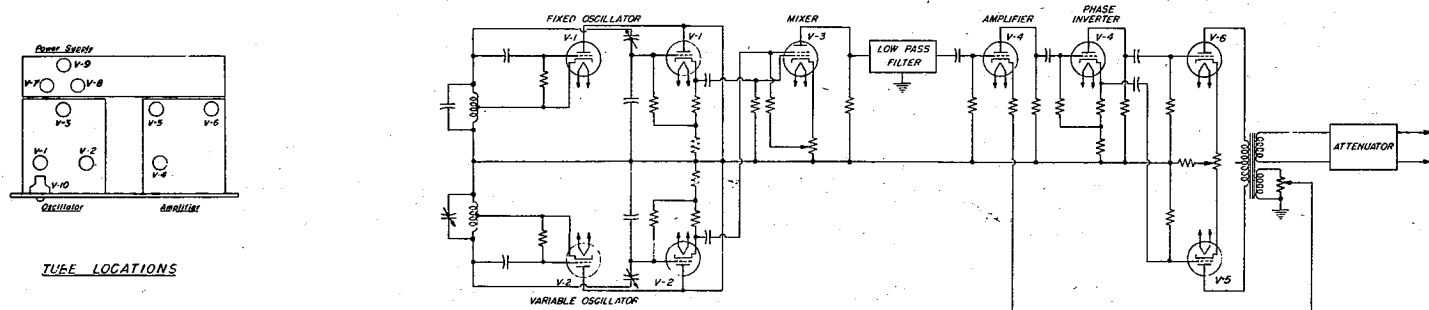 Power Supply
V-9
V-7
V-8
V-3
V-5
V-6
V-1
V-2
V-4
V-10
Oscillator
Amplifier
TUBE LOCATIONS
FIXED OSCILLATOR
V-1
V-1
MIXER
V-3
LOW PASS
FILTER
AMPLIFIER
V-4
PHASE
INVERTER
V-4
V-6
ATTENUATOR
V-2
V-2
V-5
VARIABLE OSCILLATOR